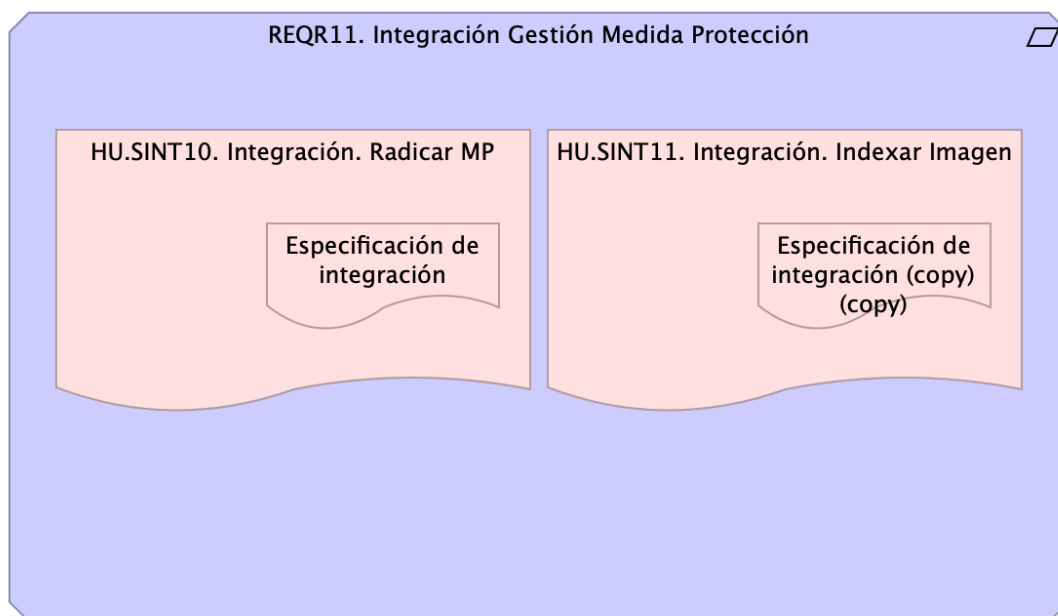 REQR11. Integración Gestión Medida Protección
HU.SINT10. Integración. Radicar MP
Especificación de
integración
HU.SINT11. Integración. Indexar Imagen
Especificación de
integración (copy)
(copy)